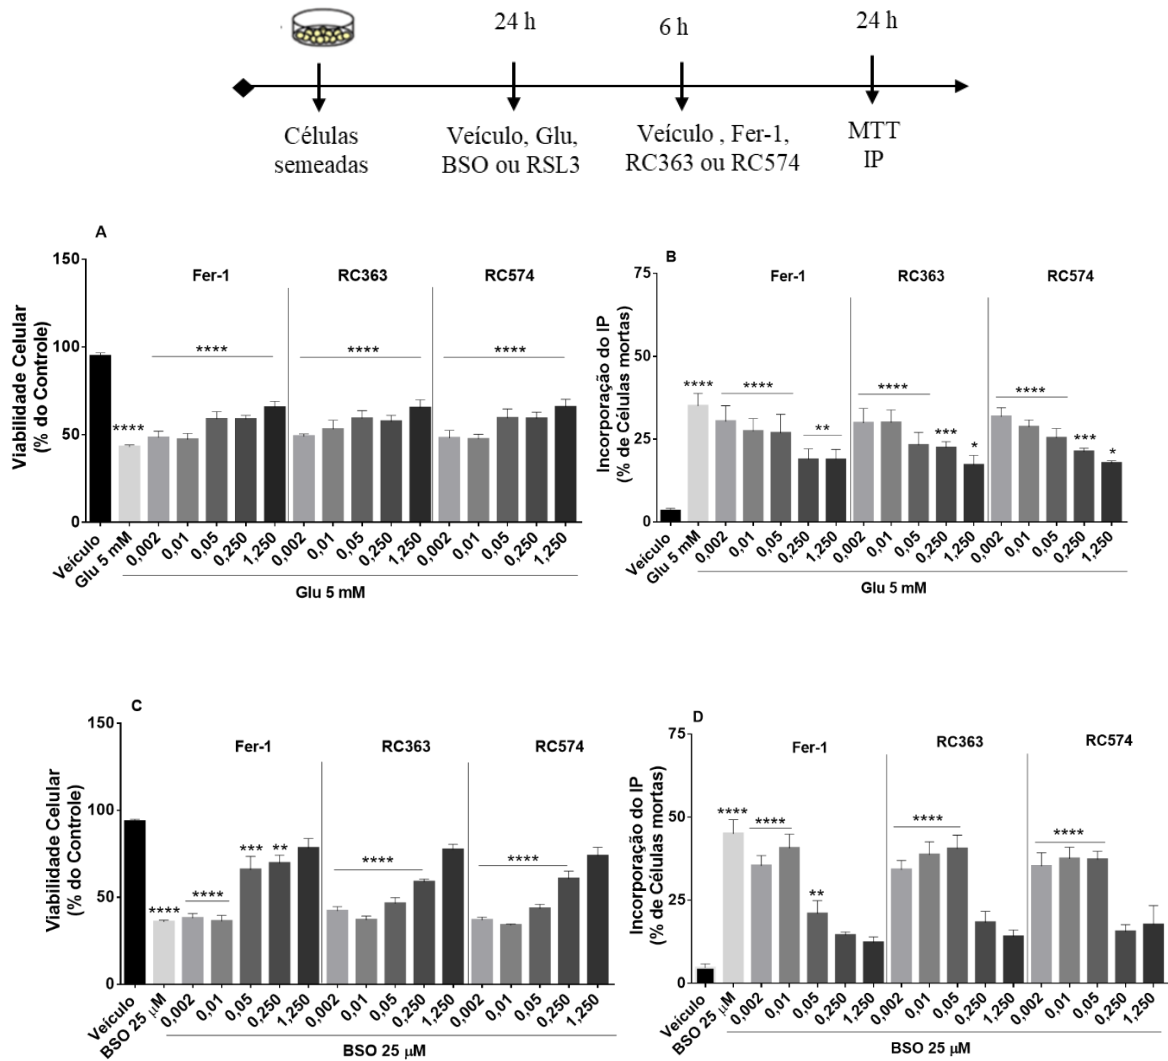 24 h
6 h
24 h
Células
semeadas
Veículo, Glu,
BSO ou RSL3
Veículo , Fer-1,
RC363 ou RC574
MTT
IP
A
Viabilidade Celular
(% do Controle)
150
100
50
0
Fer-1
RC363
RC574
****
****
****
****
Veículo
Glu 5 mM
0,002
0,01
0,05
0,250
1,250
0,002
0,01
0,05
0,250
1,250
0,002
0,01
0,05
0,250
1,250
Glu 5 mM
B
Incorporação do IP
(% de Células mortas)
75
50
25
0
Fer-1
RC363
RC574
****
****
**
****
***
*
****
***
*
Veículo
Glu 5 mM
0,002
0,01
0,05
0,250
1,250
0,002
0,01
0,05
0,250
1,250
0,002
0,01
0,05
0,250
1,250
Glu 5 mM
C
Viabilidade Celular
(% do Controle)
150
100
50
0
Fer-1
RC363
RC574
****
****
***
**
****
****
Veículo
BSO 25 μM
0,002
0,01
0,05
0,250
1,250
0,002
0,01
0,05
0,250
1,250
0,002
0,01
0,05
0,250
1,250
BSO 25 μM
D
Incorporação do IP
(% de Células mortas)
75
50
25
0
Fer-1
RC363
RC574
****
****
**
****
****
Veículo
BSO 25 μM
0,002
0,01
0,05
0,250
1,250
0,002
0,01
0,05
0,250
1,250
0,002
0,01
0,05
0,250
1,250
BSO 25 μM